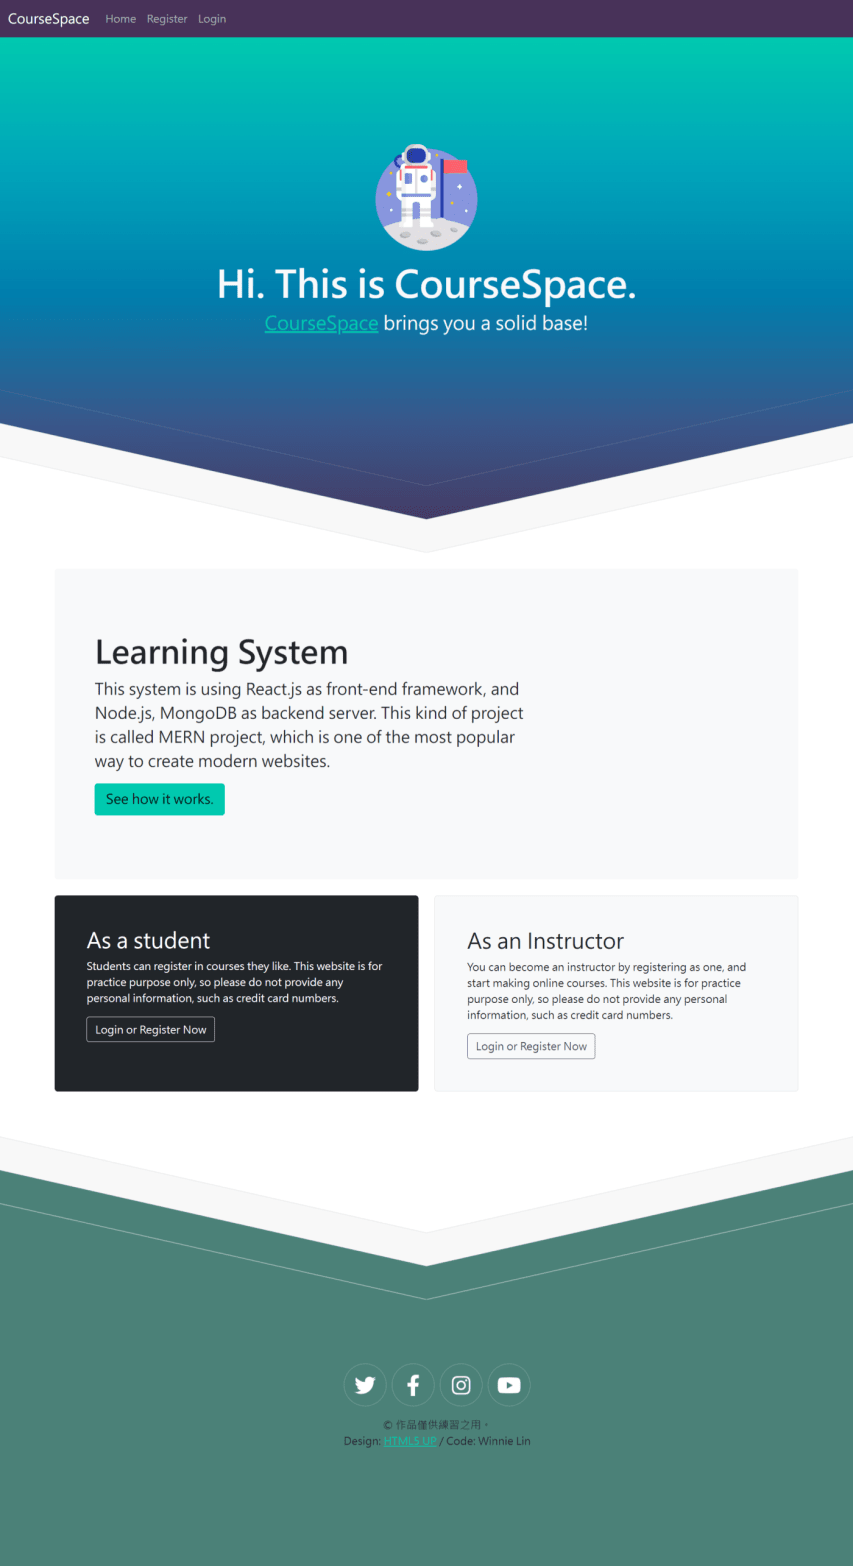 CourseSpace Home Register Login
Hi. This is CourseSpace.
CourseSpace brings you a solid base!
Learning System
This system is using React.js as front-end framework, and
Node.js, MongoDB as backend server. This kind of project
is called MERN project, which is one of the most popular
way to create modern websites.
See how it works.
As a student
Students can register in courses they like. This website is for
practice purpose only, so please do not provide any
personal information, such as credit card numbers.
Login or Register Now
As an Instructor
You can become an instructor by registering as one, and
start making online courses. This website is for practice
purpose only, so please do not provide any personal
information, such as credit card numbers.
Login or Register Now
© 作品僅供練習之用。
Design: HTML5 UP / Code: Winnie Lin